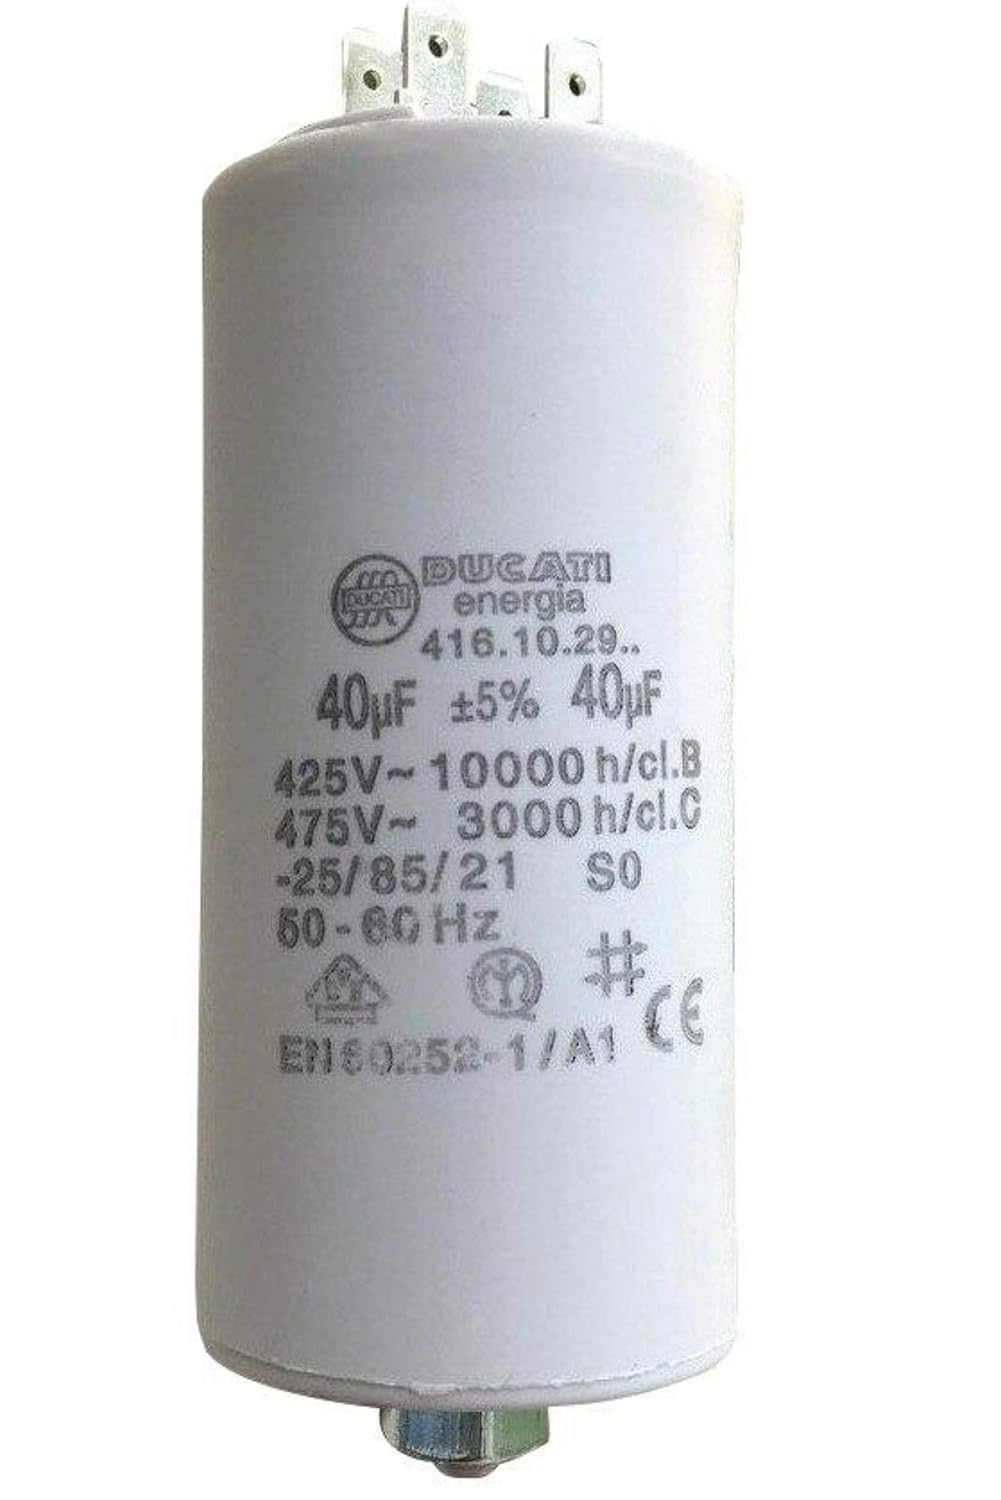 DUCATI
DUCATI
energia
416.10.29..
40µF ±5% 40µF
425V~ 10000 h/cl.B
475V~ 3000 h/cl.C
-25/85/21 S0
50-60 Hz
CE
EN60252-1/A1